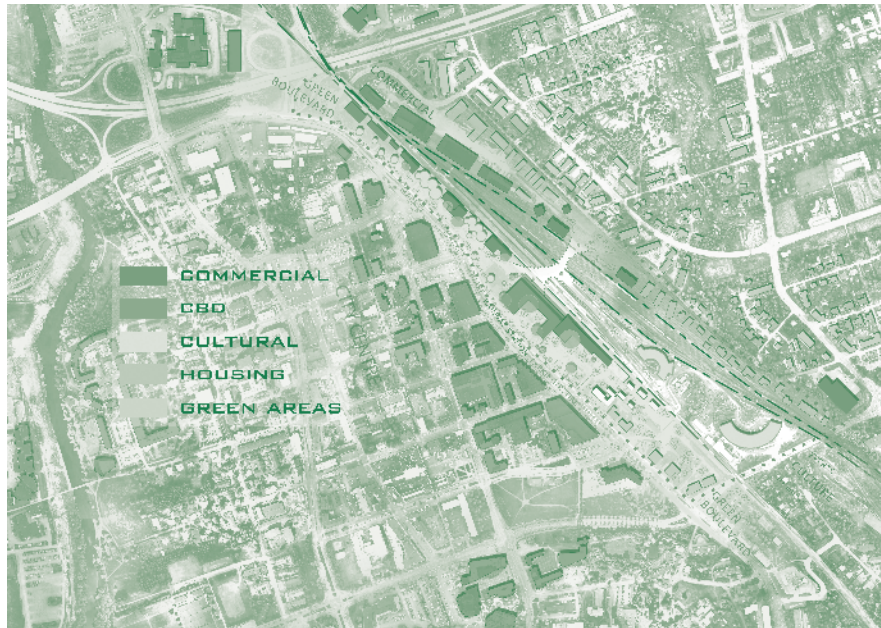 GREEN
BOULEVARD
COMMERCIAL
COMMERCIAL
CBD
CULTURAL
HOUSING
GREEN AREAS
GREEN
BOULEVARD